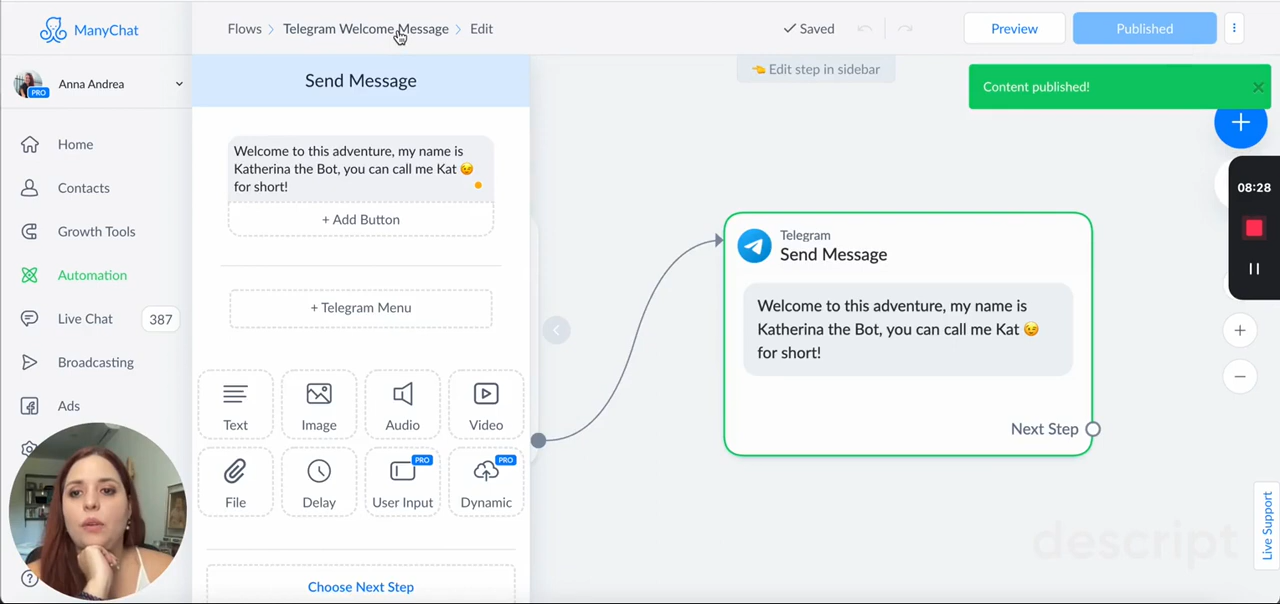 ManyChat
Flows > Telegram Welcome Message > Edit
✓ Saved
Preview
Published
Anna Andrea
PRO
Send Message
👈 Edit step in sidebar
Content published!
Home
Contacts
Growth Tools
Automation
Live Chat 387
Broadcasting
Ads
Welcome to this adventure, my name is
Katherina the Bot, you can call me Kat 😉
for short!
+ Add Button
+ Telegram Menu
Text
Image
Audio
Video
File
Delay
PRO
User Input
PRO
Dynamic
Choose Next Step
Telegram
Send Message
Welcome to this adventure, my name is
Katherina the Bot, you can call me Kat 😉
for short!
Next Step
08:28
Live Support
descript